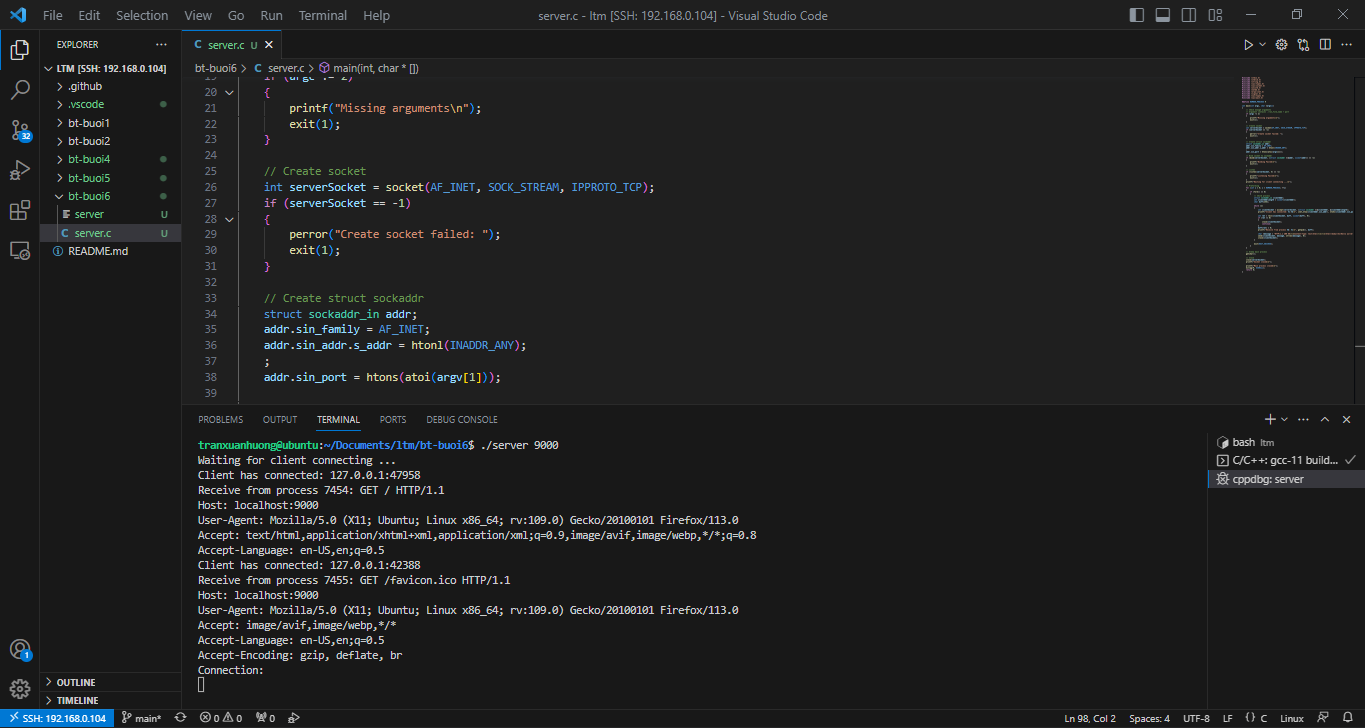 File Edit Selection View Go Run Terminal Help
server.c - ltm [SSH: 192.168.0.104] - Visual Studio Code
EXPLORER
LTM [SSH: 192.168.0.104]
.github
.vscode
bt-buoi1
bt-buoi2
bt-buoi4
bt-buoi5
bt-buoi6
server U
C server.c U
README.md
OUTLINE
TIMELINE
32
1
C server.c U
bt-buoi6 > C server.c > main(int, char * [])
19 if (argc != 2)
20 {
21 printf("Missing arguments\n");
22 exit(1);
23 }
24
25 // Create socket
26 int serverSocket = socket(AF_INET, SOCK_STREAM, IPPROTO_TCP);
27 if (serverSocket == -1)
28 {
29 perror("Create socket failed: ");
30 exit(1);
31 }
32
33 // Create struct sockaddr
34 struct sockaddr_in addr;
35 addr.sin_family = AF_INET;
36 addr.sin_addr.s_addr = htonl(INADDR_ANY);
37 ;
38 addr.sin_port = htons(atoi(argv[1]));
39
PROBLEMS OUTPUT TERMINAL PORTS DEBUG CONSOLE
tranxuanhuong@ubuntu:~/Documents/ltm/bt-buoi6$ ./server 9000
Waiting for client connecting ...
Client has connected: 127.0.0.1:47958
Receive from process 7454: GET / HTTP/1.1
Host: localhost:9000
User-Agent: Mozilla/5.0 (X11; Ubuntu; Linux x86_64; rv:109.0) Gecko/20100101 Firefox/113.0
Accept: text/html,application/xhtml+xml,application/xml;q=0.9,image/avif,image/webp,*/*;q=0.8
Accept-Language: en-US,en;q=0.5
Client has connected: 127.0.0.1:42388
Receive from process 7455: GET /favicon.ico HTTP/1.1
Host: localhost:9000
User-Agent: Mozilla/5.0 (X11; Ubuntu; Linux x86_64; rv:109.0) Gecko/20100101 Firefox/113.0
Accept: image/avif,image/webp,*/*
Accept-Language: en-US,en;q=0.5
Accept-Encoding: gzip, deflate, br
Connection:
bash ltm
C/C++: gcc-11 build...
cppdbg: server
SSH: 192.168.0.104 main* 0 0 0 Ln 98, Col 2 Spaces: 4 UTF-8 LF {} C Linux